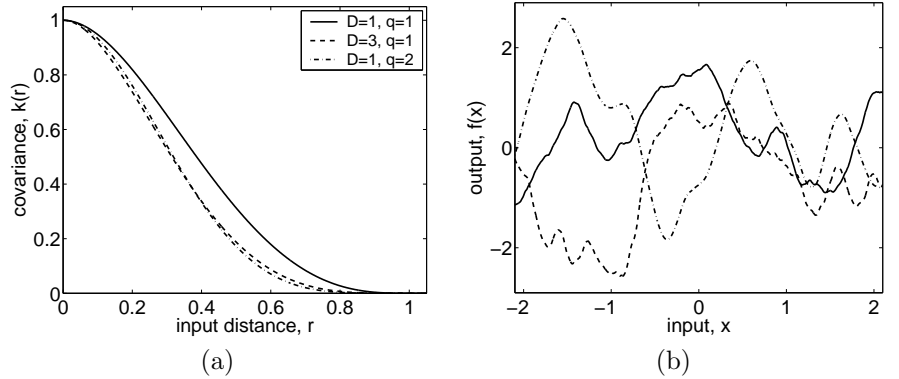 1
0.8
0.6
0.4
0.2
0
0
0.2
0.4
0.6
0.8
1
covariance, k(r)
input distance, r
D=1, q=1
D=3, q=1
D=1, q=2
(a)
2
0
−2
−2
−1
0
1
2
output, f(x)
input, x
(b)